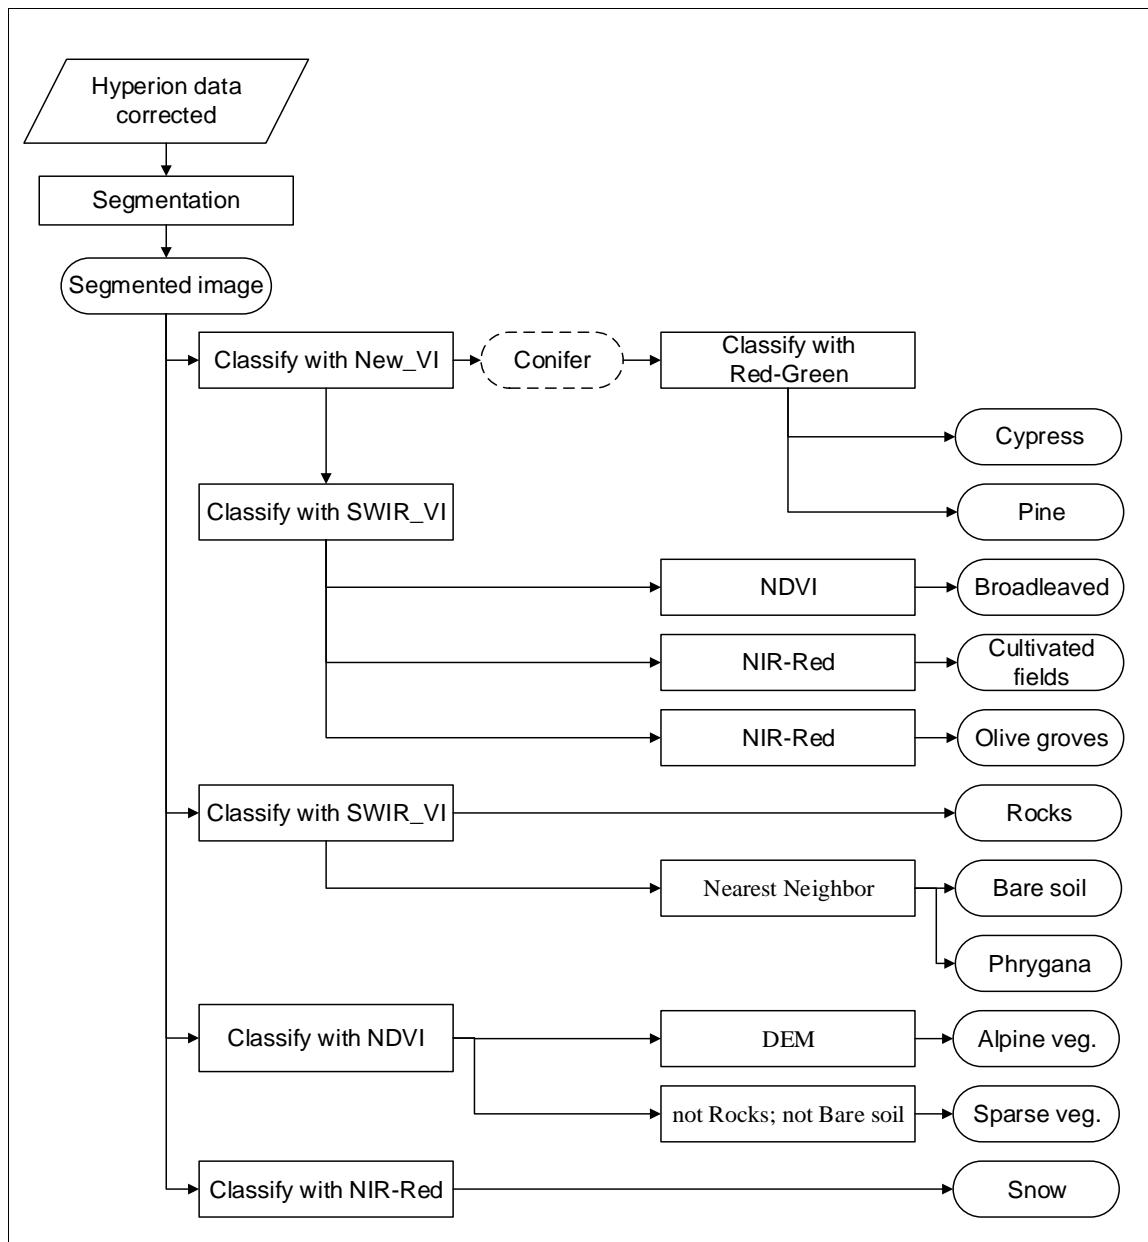 Hyperion data
corrected
Segmentation
Segmented image
Classify with New_VI
Conifer
Classify with
Red-Green
Cypress
Classify with SWIR_VI
Pine
NDVI
Broadleaved
NIR-Red
Cultivated
fields
NIR-Red
Olive groves
Classify with SWIR_VI
Rocks
Nearest Neighbor
Bare soil
Phrygana
Classify with NDVI
DEM
Alpine veg.
not Rocks; not Bare soil
Sparse veg.
Classify with NIR-Red
Snow